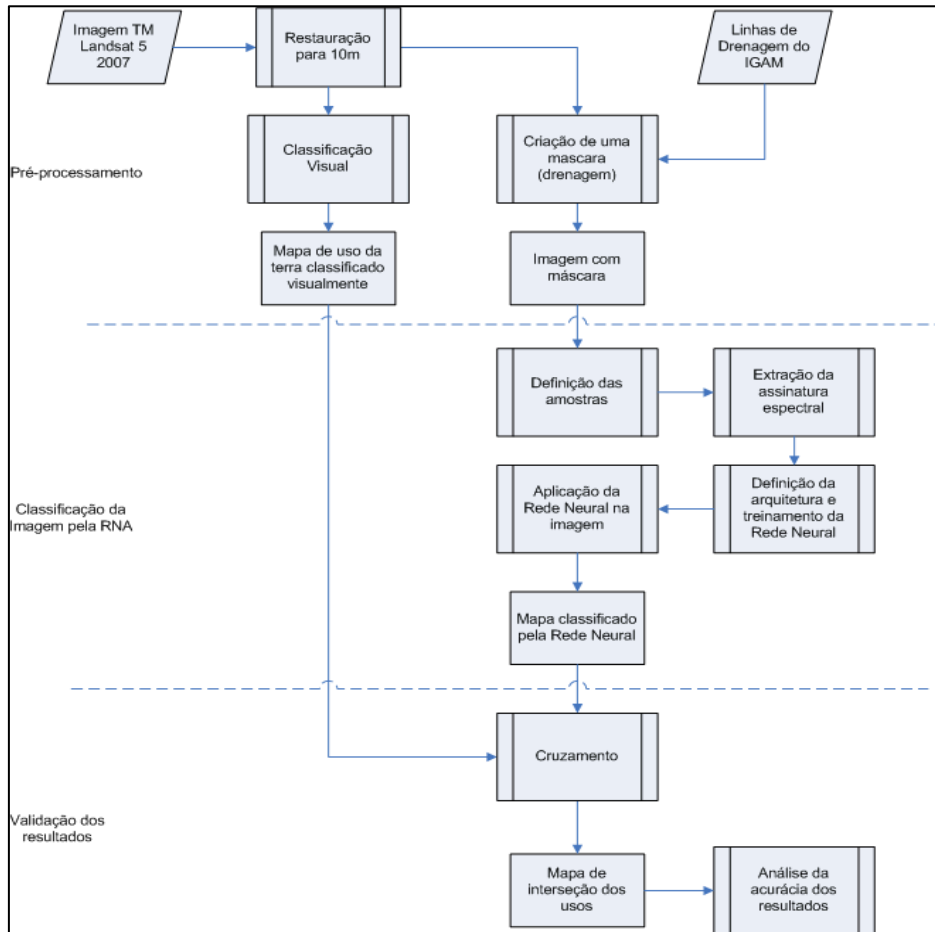 Imagem TM
Landsat 5
2007
Restauração
para 10m
Linhas de
Drenagem do
IGAM
Pré-processamento
Classificação
Visual
Criação de uma
mascara
(drenagem)
Mapa de uso da
terra classificado
visualmente
Imagem com
máscara
Classificação da
Imagem pela RNA
Definição das
amostras
Extração da
assinatura
espectral
Aplicação da
Rede Neural na
imagem
Definição da
arquitetura e
treinamento da
Rede Neural
Mapa classificado
pela Rede Neural
Validação dos
resultados
Cruzamento
Mapa de
interseção dos
usos
Análise da
acurácia dos
resultados